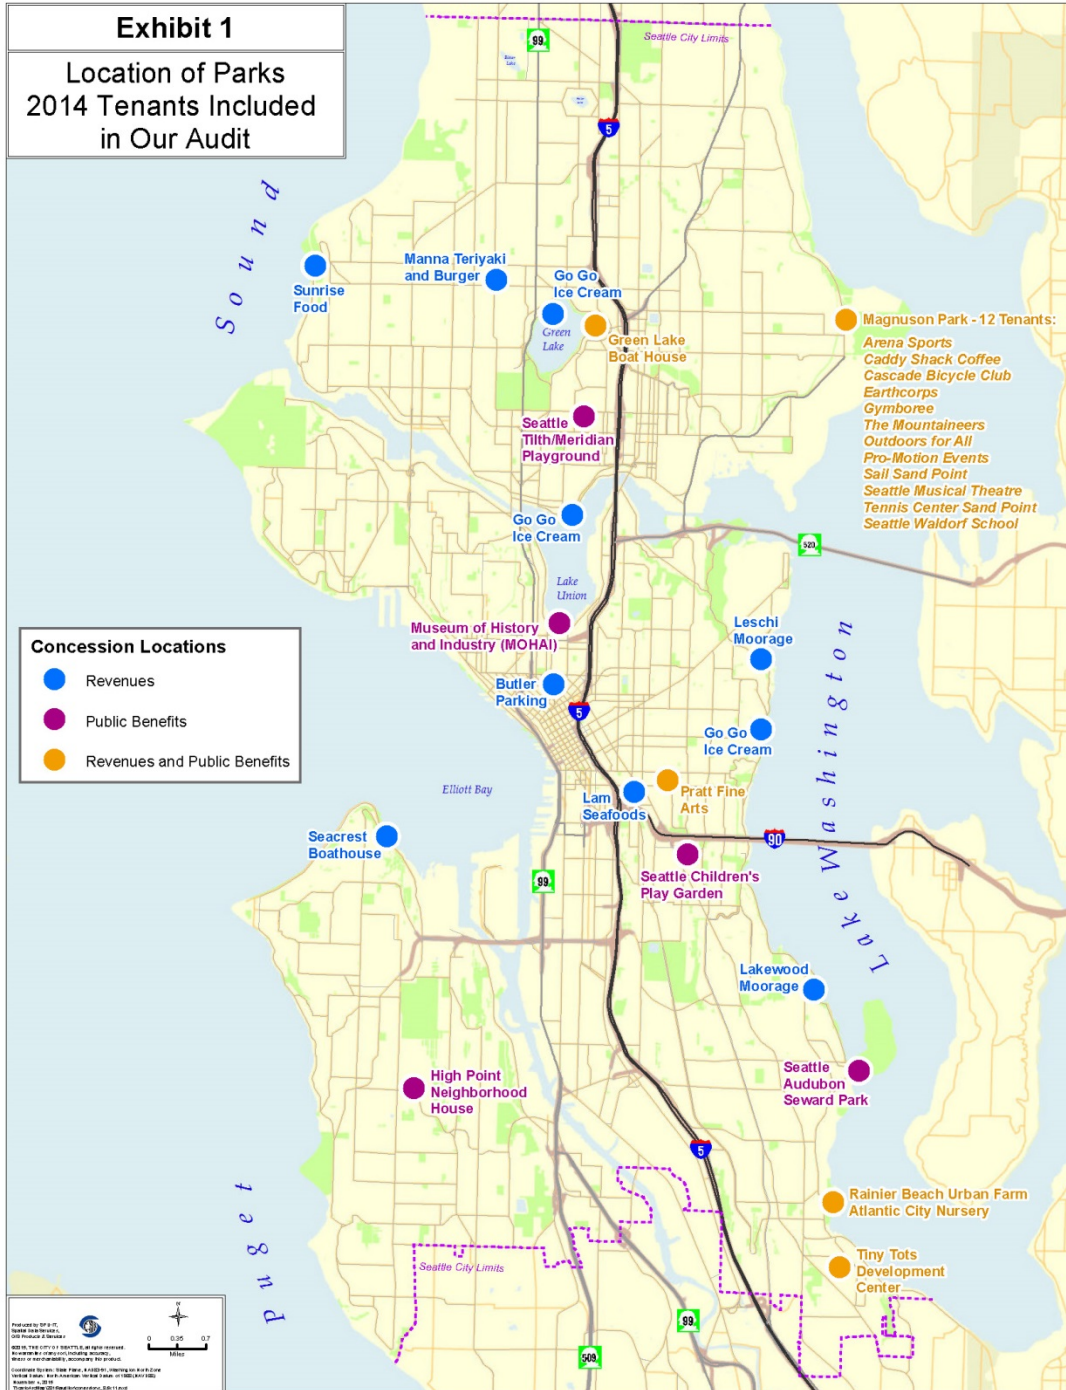 Exhibit 1
Location of Parks
2014 Tenants Included
in Our Audit
99
Seattle City Limits
5
Sound
Sunrise
Food
Manna Teriyaki
and Burger
Go Go
Ice Cream
Green
Lake
Green Lake
Boat House
Magnuson Park - 12 Tenants:
Arena Sports
Caddy Shack Coffee
Cascade Bicycle Club
Earthcorps
Gymboree
The Mountaineers
Outdoors for All
Pro-Motion Events
Sail Sand Point
Seattle Musical Theatre
Tennis Center Sand Point
Seattle Waldorf School
Seattle
Tilth/Meridian
Playground
Go Go
Ice Cream
520
Lake
Union
Museum of History
and Industry (MOHAI)
Leschi
Moorage
Concession Locations
Revenues
Public Benefits
Revenues and Public Benefits
Butler
Parking
5
Go Go
Ice Cream
Lake Washington
Elliott Bay
Lam
Seafoods
Pratt Fine
Arts
Seacrest
Boathouse
90
Seattle Children's
Play Garden
99
Lakewood
Moorage
High Point
Neighborhood
House
Seattle
Audubon
Seward Park
5
Puget
Rainier Beach Urban Farm
Atlantic City Nursery
Seattle City Limits
Tiny Tots
Development
Center
99
509
N
0 0.35 0.7
Miles